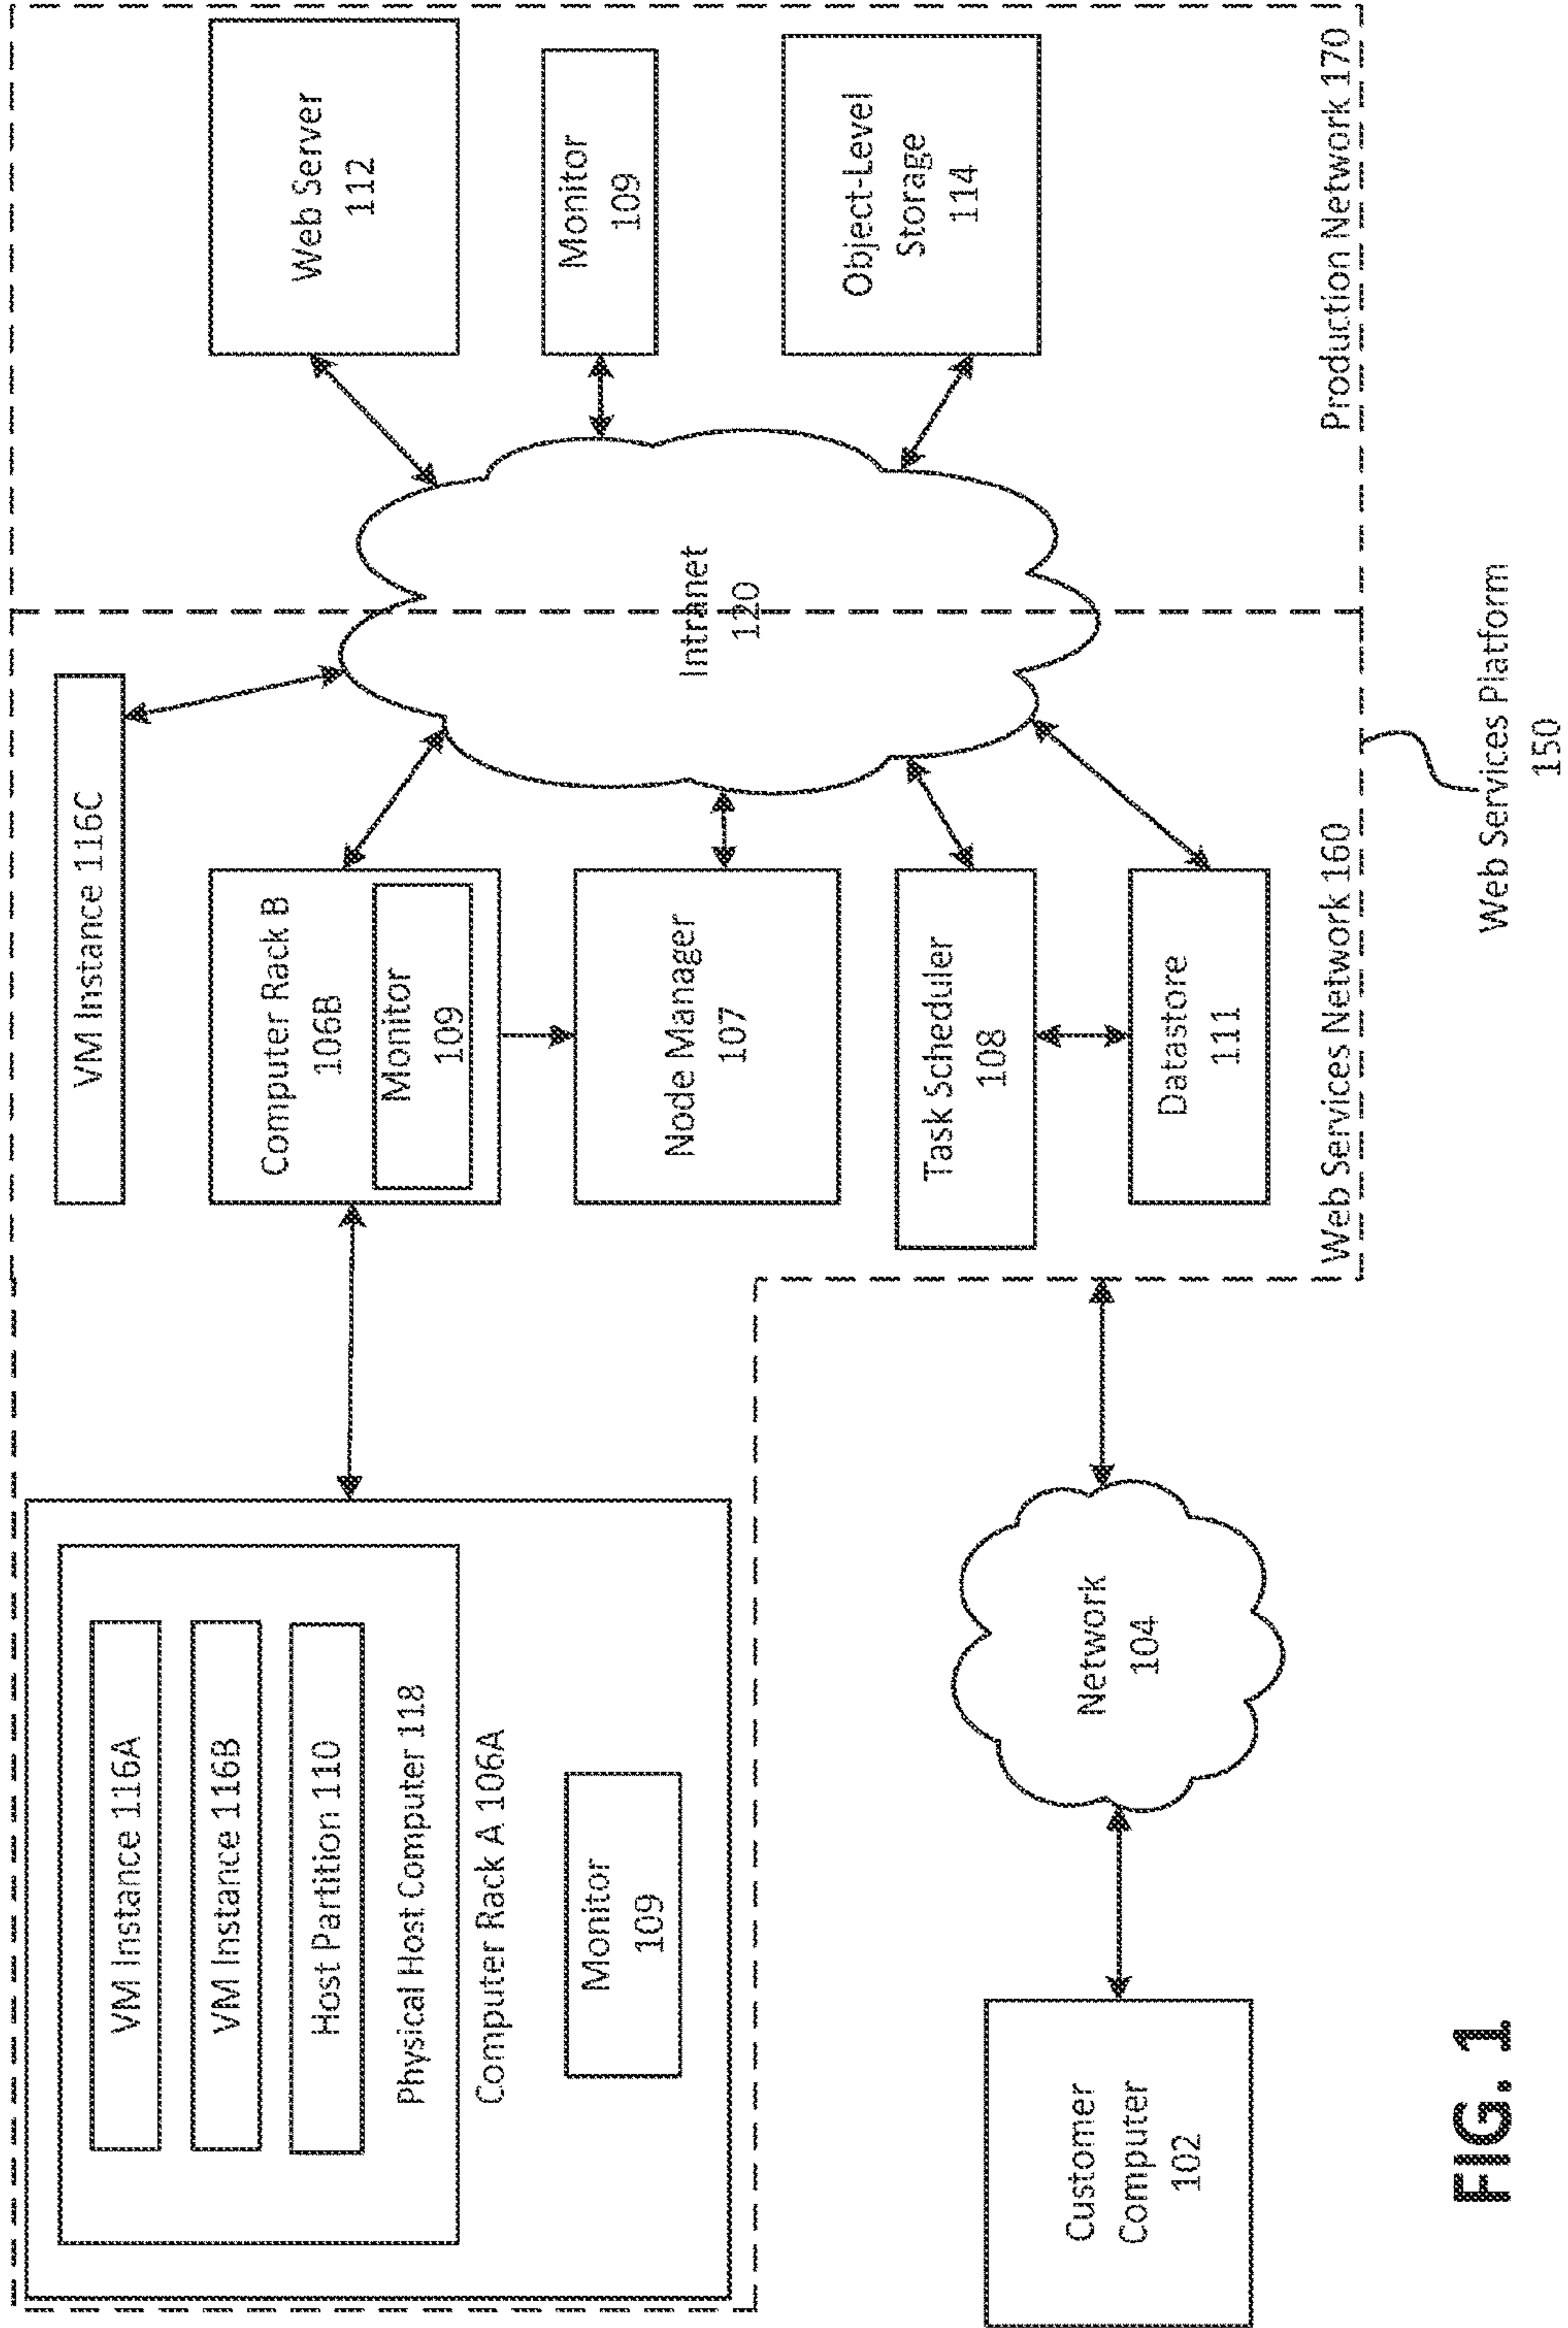 VM Instance 116A
VM Instance 116B
Host Partition 110
Physical Host Computer 118
Computer Rack A 106A
Monitor
109
VM Instance 116C
Computer Rack B
106B
Monitor
109
Node Manager
107
Task Scheduler
108
Datastore
111
Web Services Network 160
Intranet
120
Web Server
112
Monitor
109
Object-Level
Storage
114
Production Network 170
Customer
Computer
102
Network
104
Web Services Platform
150
FIG. 1